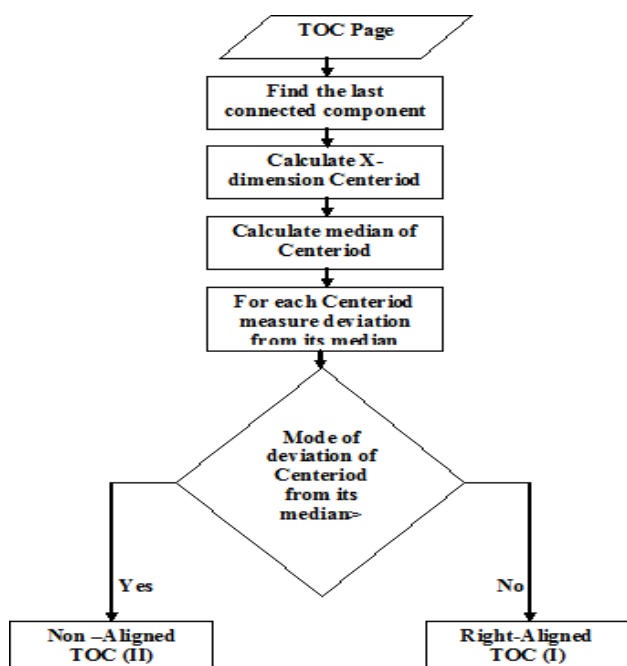 TOC Page
Find the last
connected component
Calculate X-
dimension Centeriod
Calculate median of
Centeriod
For each Centeriod
measure deviation
from its median
Mode of
deviation of
Centeriod
from its
median>
Yes
No
Non –Aligned
TOC (II)
Right-Aligned
TOC (I)